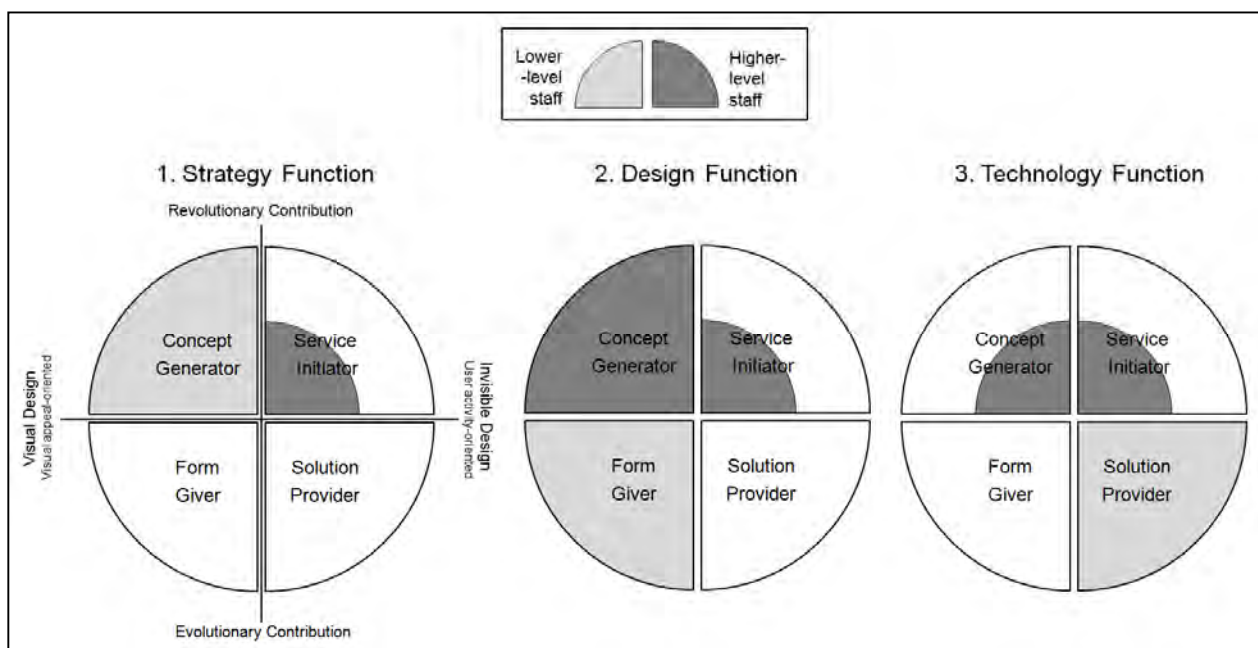 Lower
-level
staff
Higher-
level
staff
1. Strategy Function
Revolutionary Contribution
Concept
Generator
Service
Initiator
Form
Giver
Solution
Provider
Visual Design
Visual appeal-oriented
Invisible Design
User activity-oriented
Evolutionary Contribution
2. Design Function
Concept
Generator
Service
Initiator
Form
Giver
Solution
Provider
3. Technology Function
Concept
Generator
Service
Initiator
Form
Giver
Solution
Provider